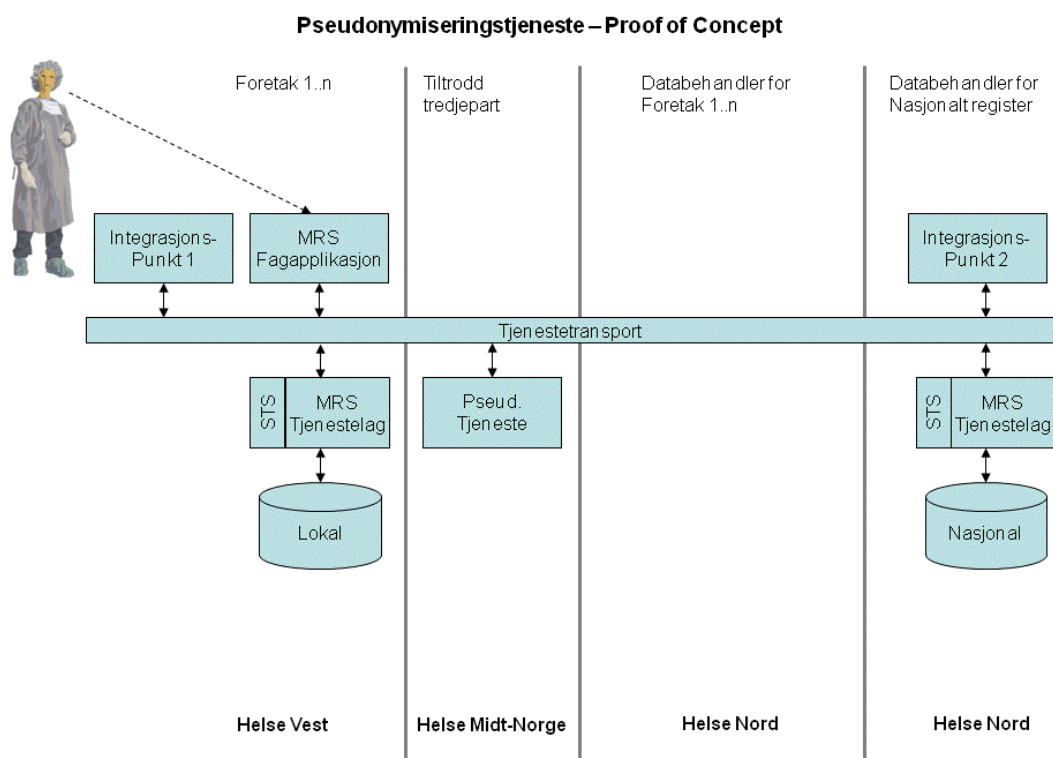 Pseudonymiseringstjeneste – Proof of Concept
Foretak 1..n
Tiltrodd
tredjepart
Databehandler for
Foretak 1..n
Databehandler for
Nasjonalt register
Integrasjons-
Punkt 1
MRS
Fagapplikasjon
Integrasjons-
Punkt 2
Tjenestetransport
STS
MRS
Tjenestelag
Pseud.
Tjeneste
STS
MRS
Tjenestelag
Lokal
Nasjonal
Helse Vest
Helse Midt-Norge
Helse Nord
Helse Nord